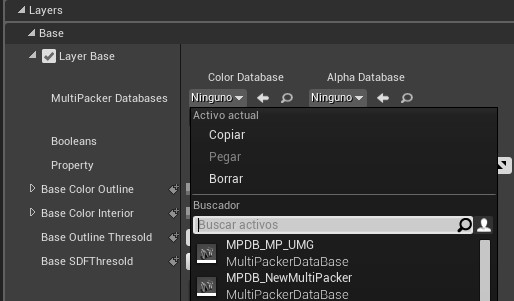 Layers
Base
Layer Base
Color Database Alpha Database
MultiPacker Databases Ninguno Ninguno
Activo actual
Copiar
Booleans
Pegar
Property
Borrar
Base Color Outline
Buscador
Base Color Interior
Buscar activos
Base Outline Thresold
MPDB_MP_UMG
MultiPackerDataBase
Base SDFThresold
MPDB_NewMultiPacker
MultiPackerDataBase